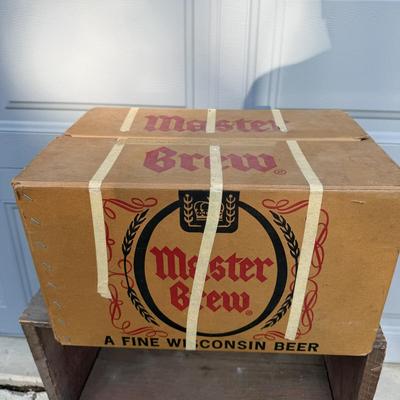 Master
Brew®
Master
Brew®
A FINE WISCONSIN BEER